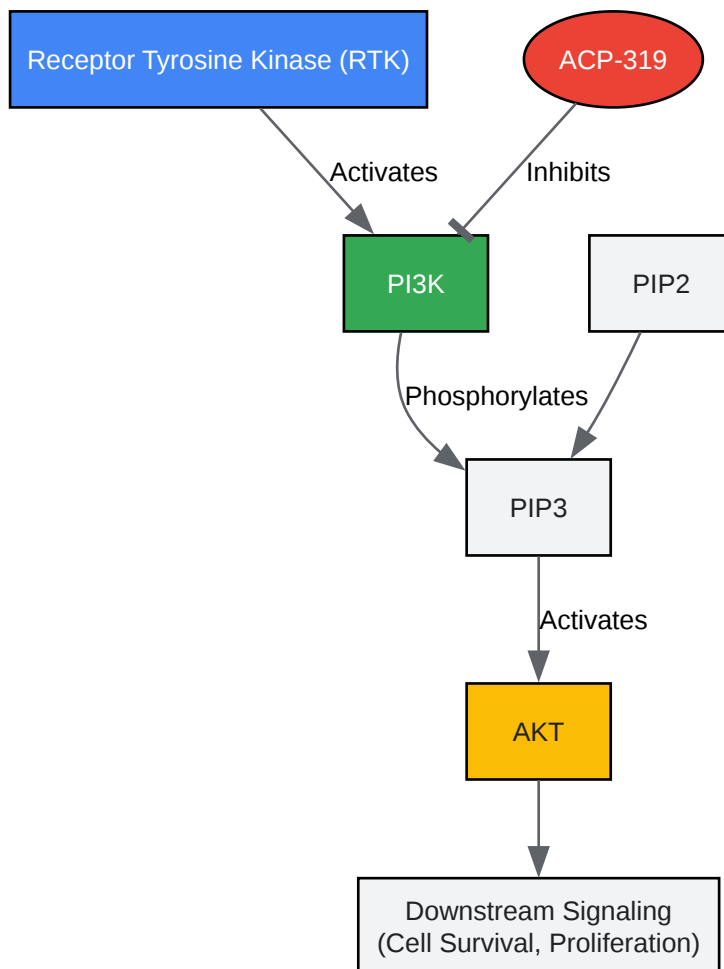 Receptor Tyrosine Kinase (RTK)
ACP-319
Activates
Inhibits
PI3K
PIP2
Phosphorylates
PIP3
Activates
AKT
Downstream Signaling
(Cell Survival, Proliferation)